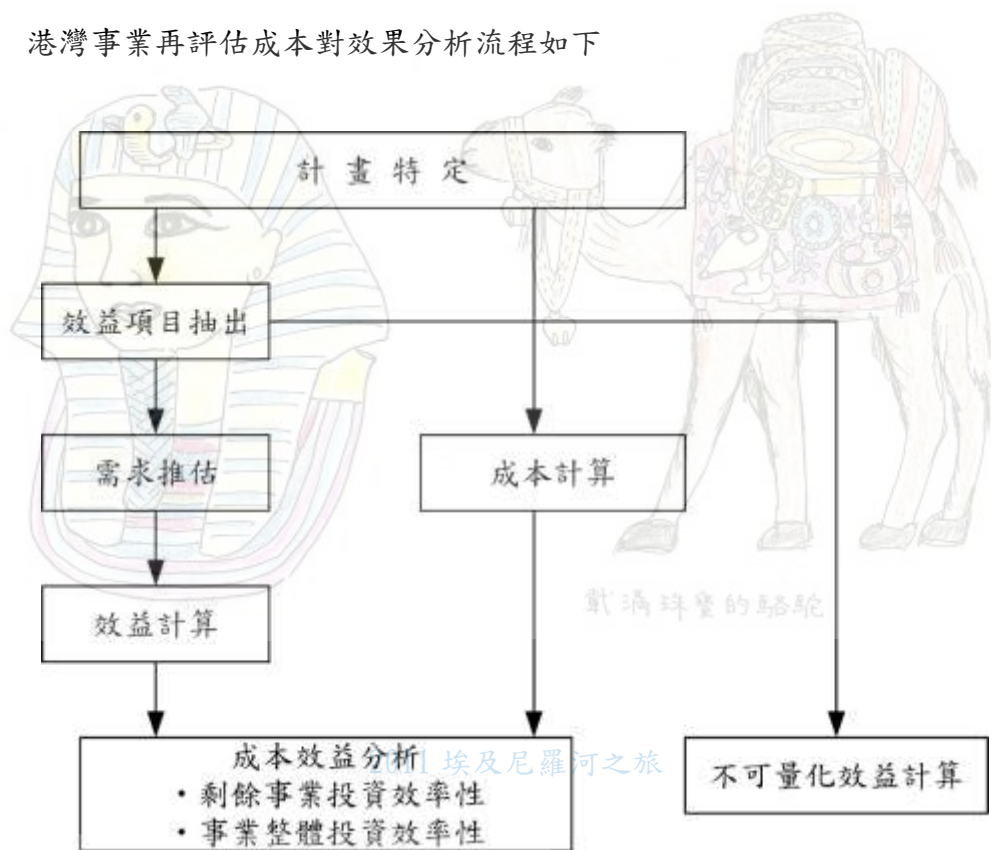 港灣事業再評估成本對效果分析流程如下
計畫特定
效益項目抽出
需求推估
成本計算
效益計算
戴滿珠寶的駱駝
成本效益分析
・剩餘事業投資效率性
・事業整體投資效率性
2011 埃及尼羅河之旅
不可量化效益計算